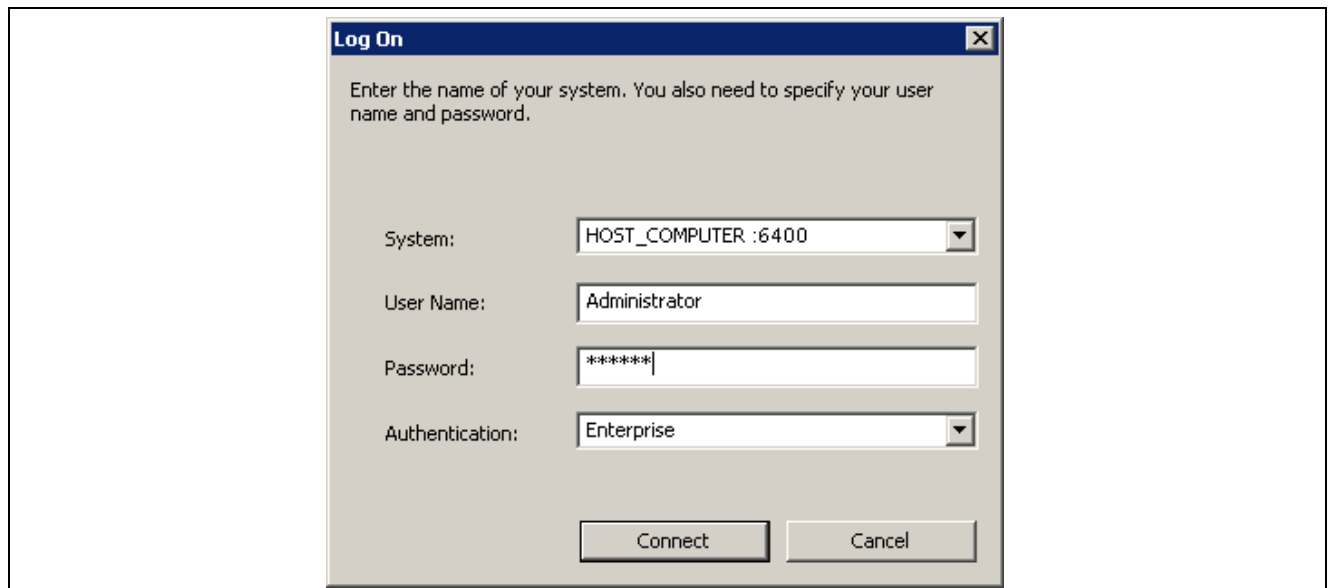 Log On
Enter the name of your system. You also need to specify your user
name and password.
System:
HOST_COMPUTER :6400
User Name:
Administrator
Password:
******
Authentication:
Enterprise
Connect
Cancel